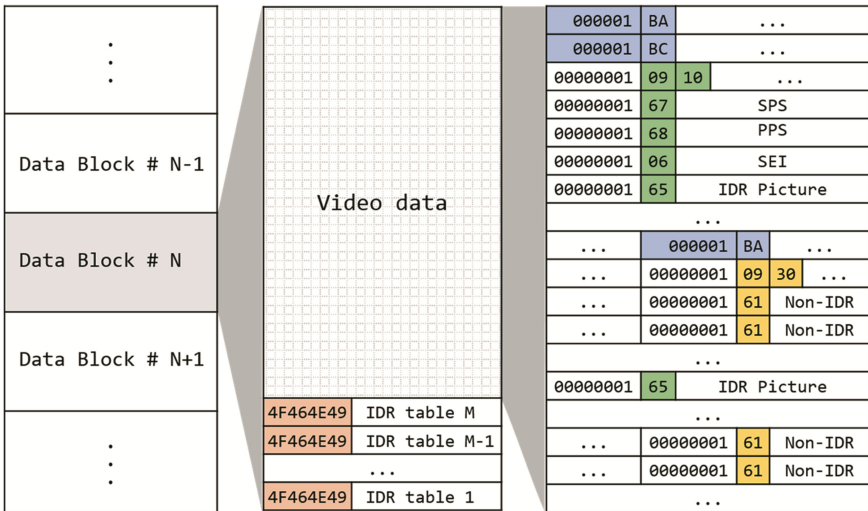 .
.
.
Data Block # N-1
Data Block # N
Data Block # N+1
.
.
.
Video data
4F464E49 IDR table M
4F464E49 IDR table M-1
...
4F464E49 IDR table 1
000001 BA ...
000001 BC ...
00000001 09 10 ...
00000001 67 SPS
00000001 68 PPS
00000001 06 SEI
00000001 65 IDR Picture
...
... 000001 BA ...
... 00000001 09 30 ...
... 00000001 61 Non-IDR
... 00000001 61 Non-IDR
...
00000001 65 IDR Picture
...
... 00000001 61 Non-IDR
... 00000001 61 Non-IDR
...